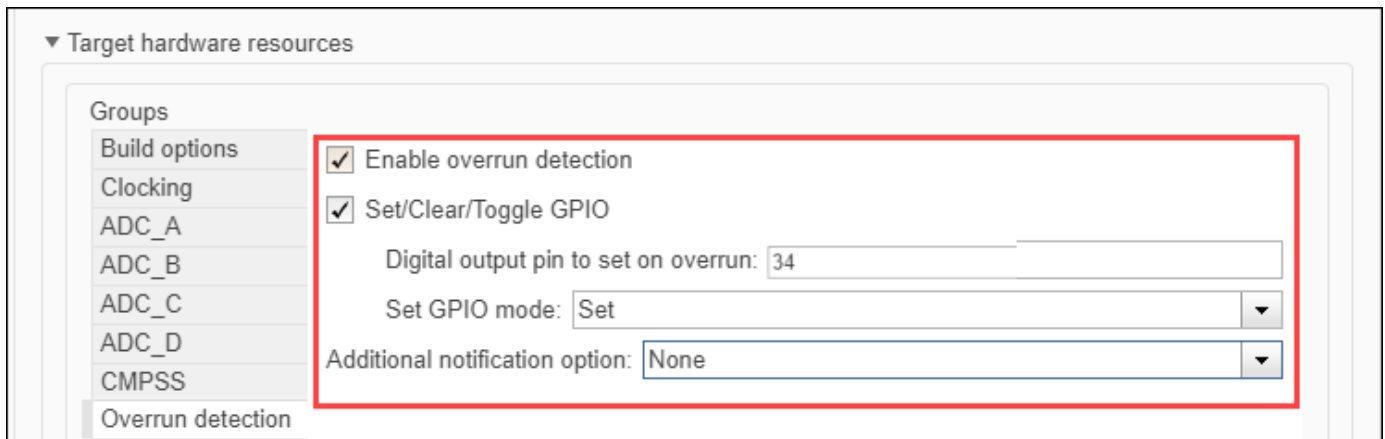 Target hardware resources
Groups
Build options
Clocking
ADC_A
ADC_B
ADC_C
ADC_D
CMPSS
Overrun detection
Enable overrun detection
Set/Clear/Toggle GPIO
Digital output pin to set on overrun: 34
Set GPIO mode: Set
Additional notification option: None